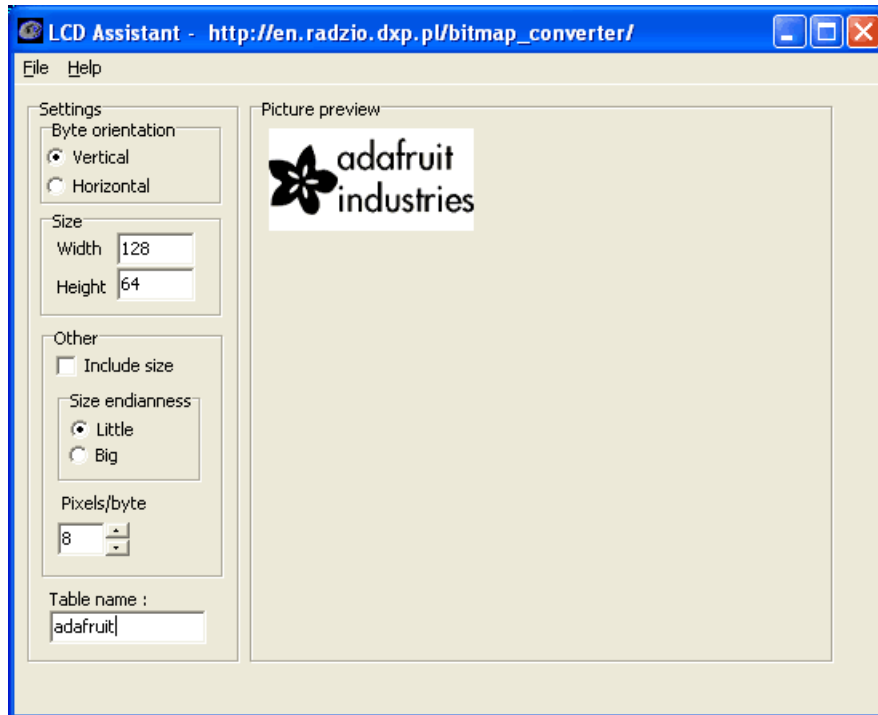 LCD Assistant - http://en.radzio.dxp.pl/bitmap_converter/
File Help
Settings
Byte orientation
Vertical
Horizontal
Size
Width 128
Height 64
Other
Include size
Size endianness
Little
Big
Pixels/byte
8
Table name :
adafruit
Picture preview
adafruit
industries